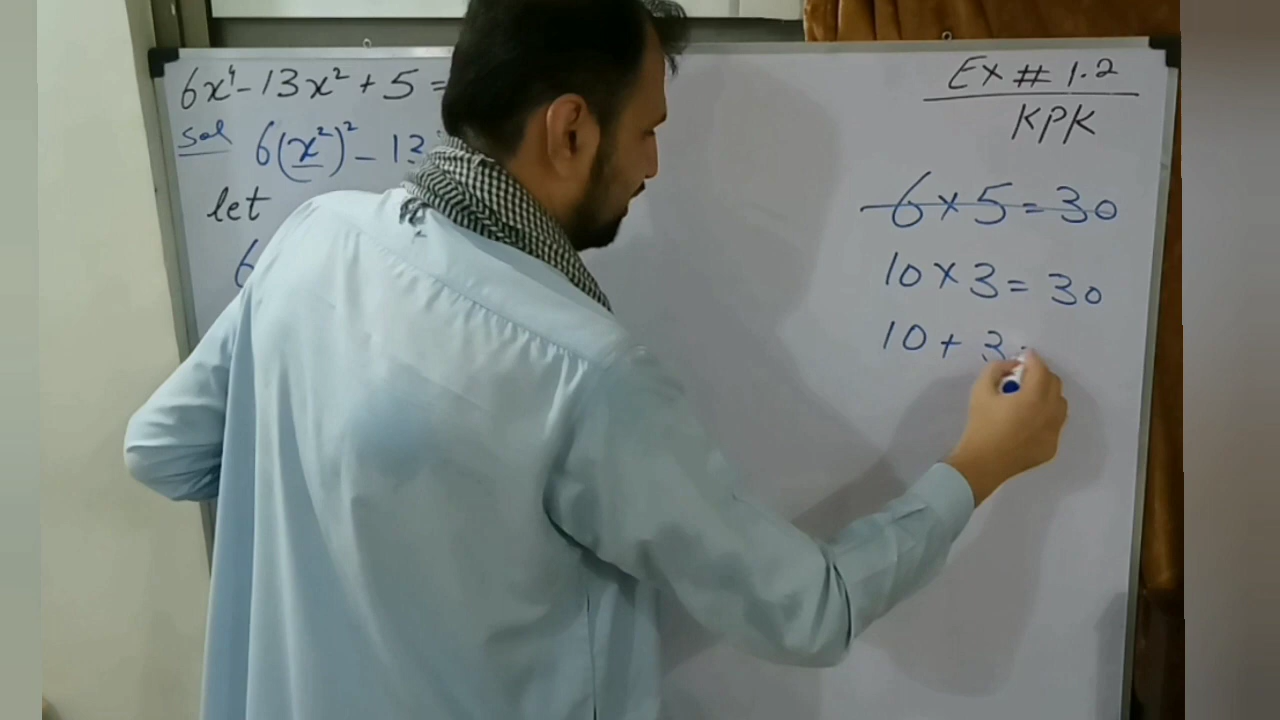 6x⁴ - 13x² + 5 =
Sol 6(x²)² - 13
let
6
Ex # 1.2
KPK
6 × 5 = 30
10 × 3 = 30
10 + 3